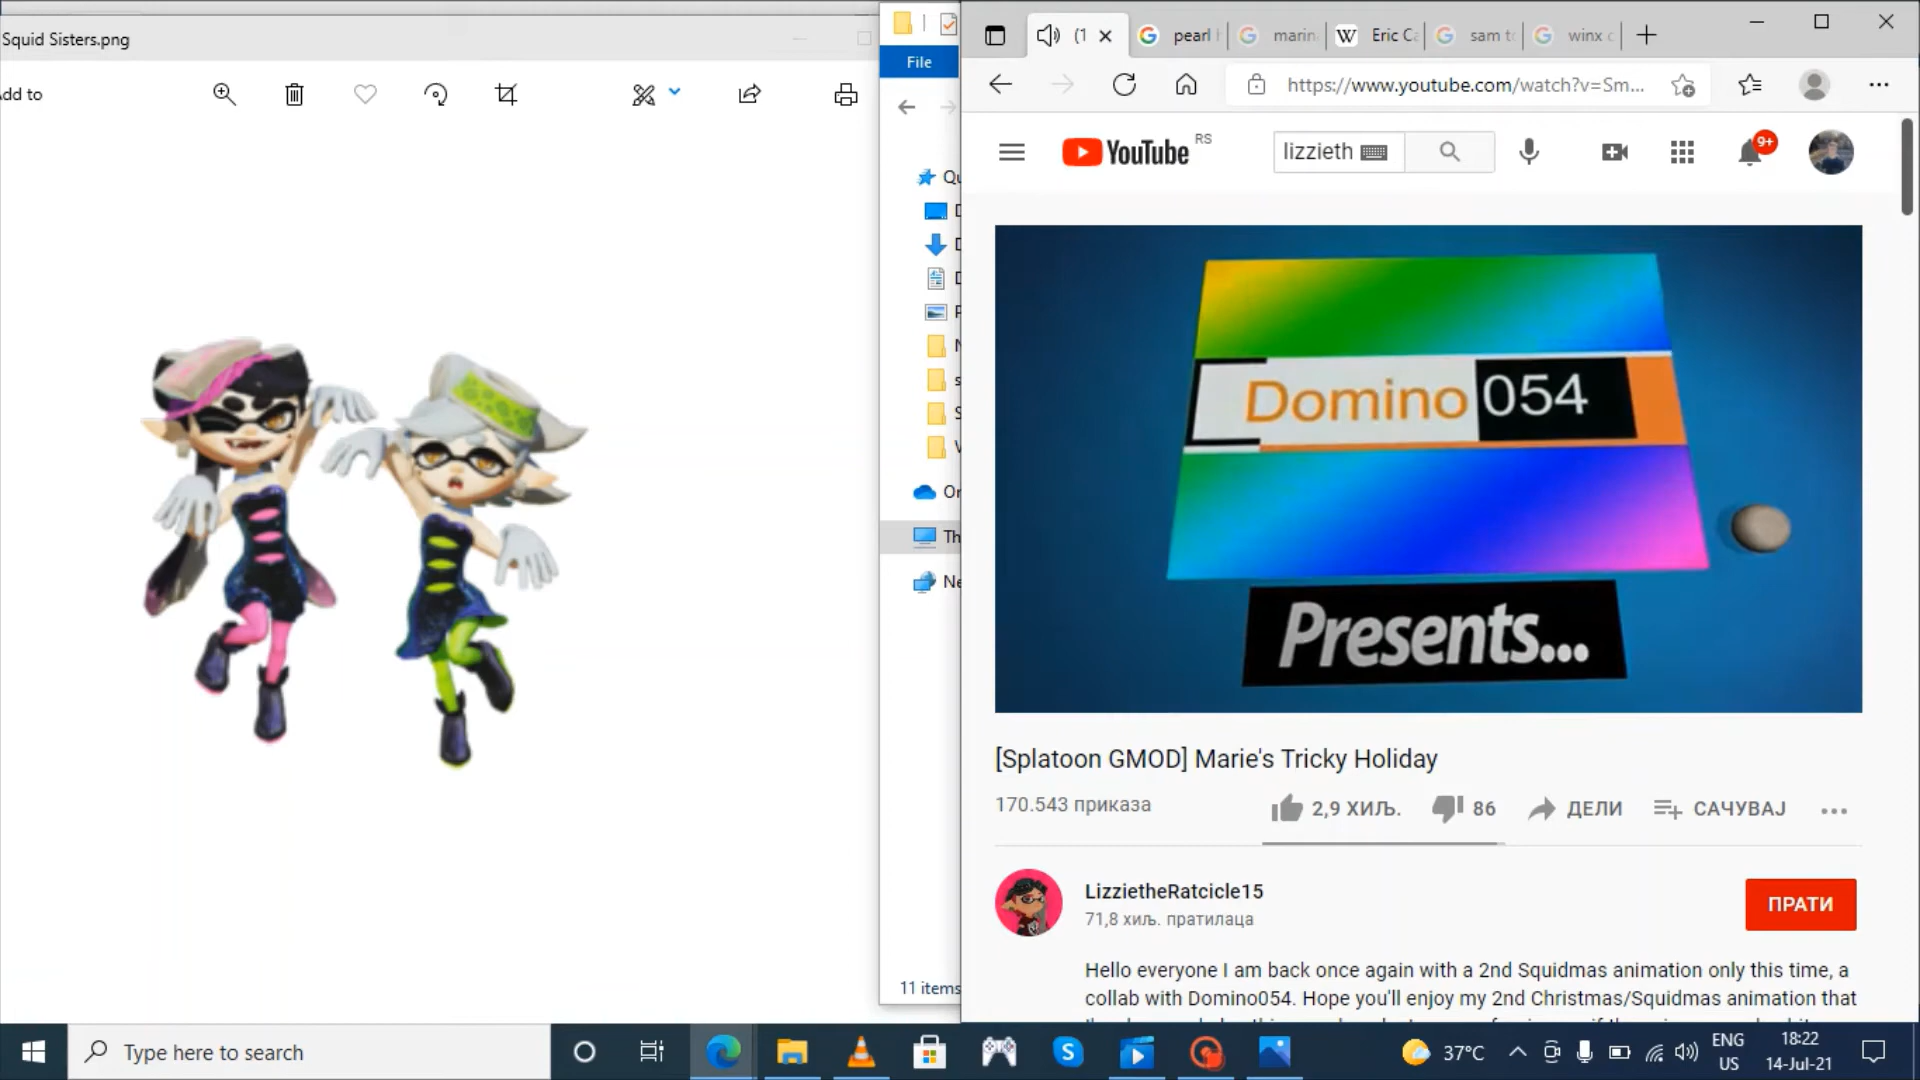 Squid Sisters.png
dd to
File
11 items
pearl
marin
Eric Ca
sam to
winx
https://www.youtube.com/watch?v=Sm...
YouTube RS
lizzieth
9+
Domino054
Presents...
[Splatoon GMOD] Marie's Tricky Holiday
170.543 приказа
2,9 ХИЉ.
86
ДЕЛИ
САЧУВАЈ
LizzietheRatcicle15
71,8 хиљ. пратилаца
ПРАТИ
Hello everyone I am back once again with a 2nd Squidmas animation only this time, a
collab with Domino054. Hope you'll enjoy my 2nd Christmas/Squidmas animation that
Type here to search
37°C
ENG
US
18:22
14-Jul-21